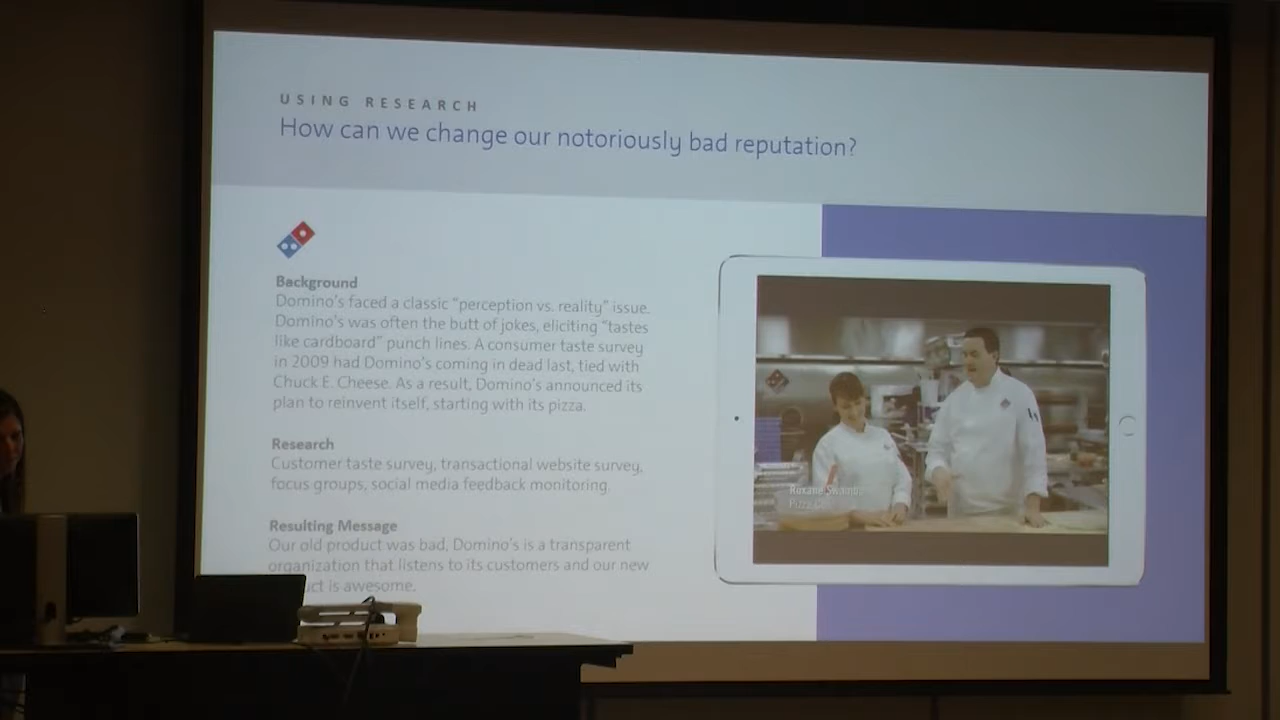 USING RESEARCH
How can we change our notoriously bad reputation?
Background
Domino's faced a classic “perception vs. reality” issue.
Domino's was often the butt of jokes, eliciting “tastes
like cardboard” punch lines. A consumer taste survey
in 2009 had Domino's coming in dead last, tied with
Chuck E. Cheese. As a result, Domino's announced its
plan to reinvent itself, starting with its pizza.
Research
Customer taste survey, transactional website survey,
focus groups, social media feedback monitoring.
Resulting Message
Our old product was bad, Domino's is a transparent
organization that listens to its customers and our new
uct is awesome.
Pizza